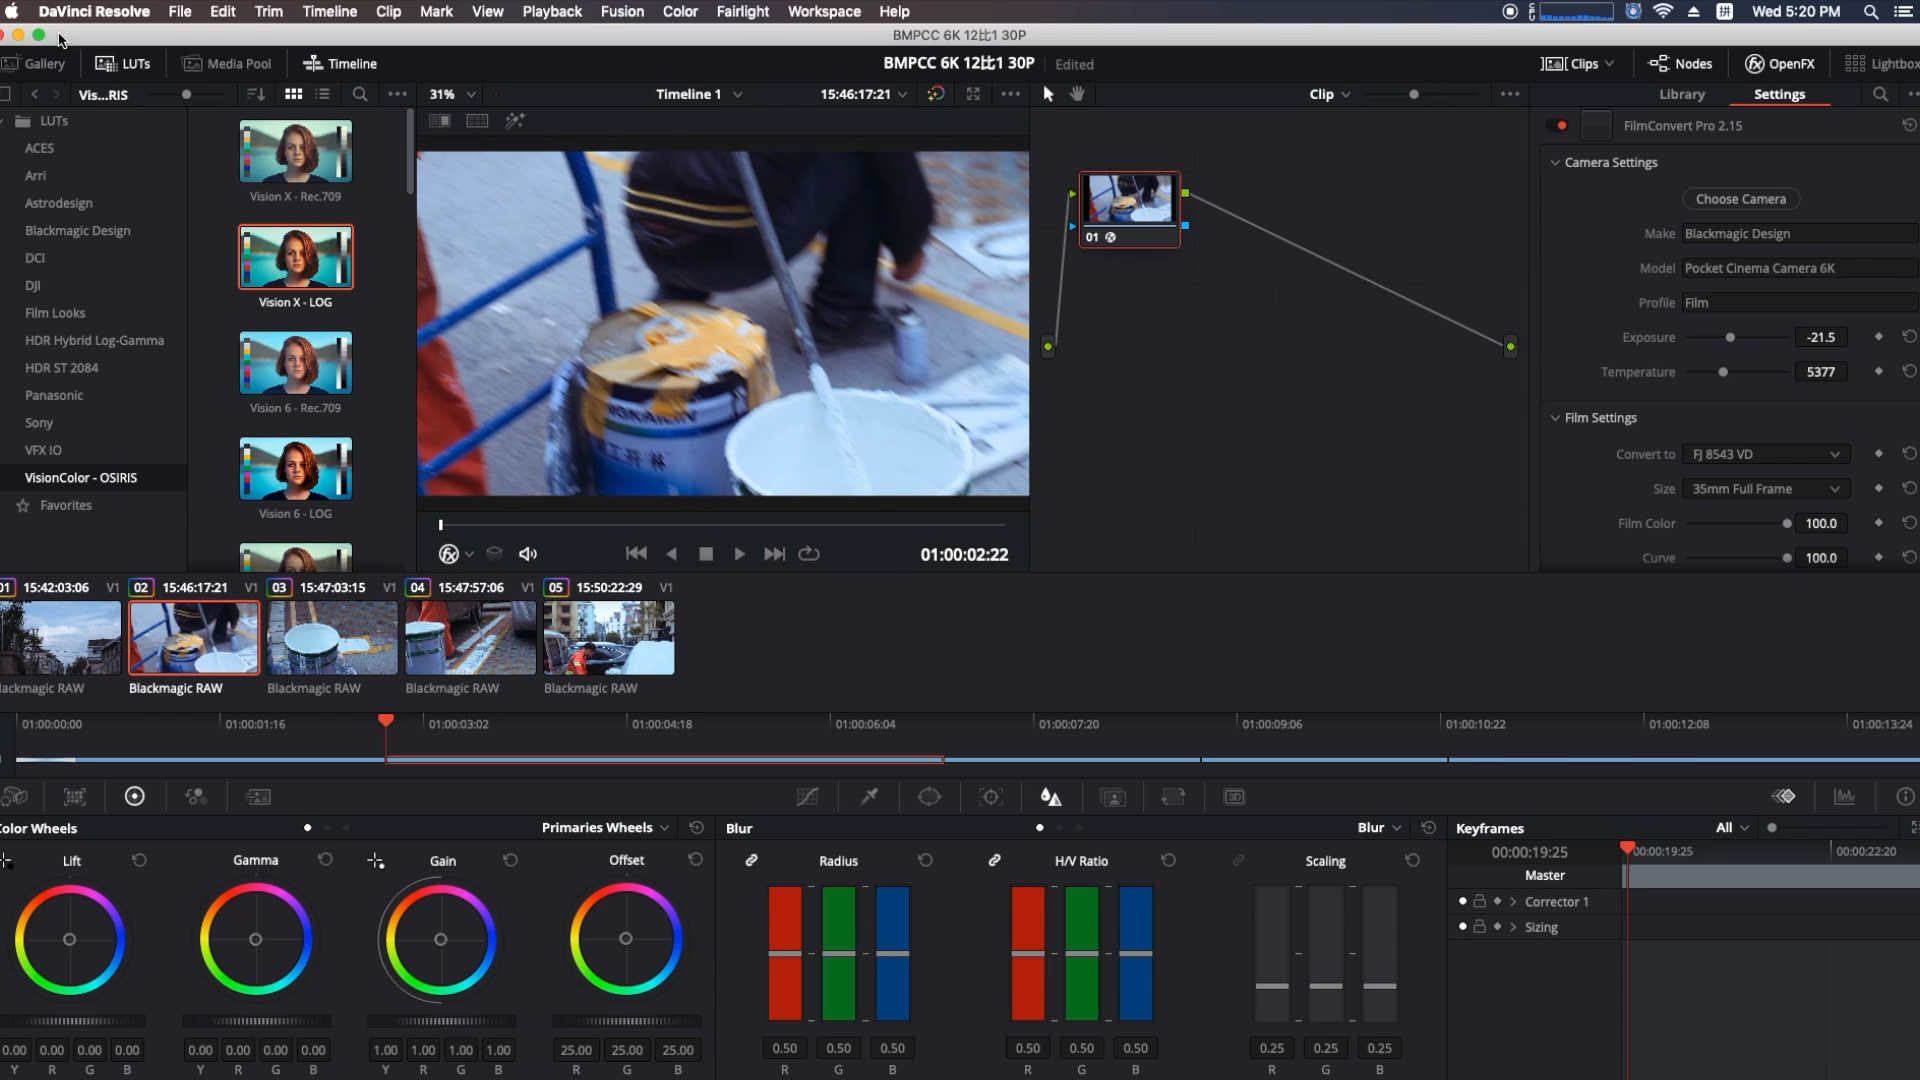 DaVinci Resolve File Edit Trim Timeline Clip Mark View Playback Fusion Color Fairlight Workspace Help 拼 Wed 5:20 PM
BMPCC 6K 12比1 30P
Gallery LUTs Media Pool Timeline BMPCC 6K 12比1 30P Edited Clips Nodes OpenFX Lightbox
Vis...RIS 31% Timeline 1 15:46:17:21 Clip Library Settings
LUTs
ACES
Arri
Astrodesign
Blackmagic Design
DCI
DJI
Film Looks
HDR Hybrid Log-Gamma
HDR ST 2084
Panasonic
Sony
VFX IO
VisionColor - OSIRIS
Favorites
Vision X - Rec.709
Vision X - LOG
Vision 6 - Rec.709
Vision 6 - LOG
01:00:02:22
01
FilmConvert Pro 2.15
Camera Settings
Choose Camera
Make Blackmagic Design
Model Pocket Cinema Camera 6K
Profile Film
Exposure -21.5
Temperature 5377
Film Settings
Convert to FJ 8543 VD
Size 35mm Full Frame
Film Color 100.0
Curve 100.0
01 15:42:03:06 V1 02 15:46:17:21 V1 03 15:47:03:15 V1 04 15:47:57:06 V1 05 15:50:22:29 V1
lackmagic RAW Blackmagic RAW Blackmagic RAW Blackmagic RAW Blackmagic RAW
01:00:00:00 01:00:01:16 01:00:03:02 01:00:04:18 01:00:06:04 01:00:07:20 01:00:09:06 01:00:10:22 01:00:12:08 01:00:13:24
olor Wheels Primaries Wheels Blur Blur Keyframes All
Lift Gamma Gain Offset Radius H/V Ratio Scaling
00:00:19:25 00:00:19:25 00:00:22:20
Master
Corrector 1
Sizing
0.00 0.00 0.00 0.00 0.00 0.00 0.00 0.00 1.00 1.00 1.00 1.00 25.00 25.00 25.00 0.50 0.50 0.50 0.50 0.50 0.50 0.25 0.25 0.25
Y R G B Y R G B Y R G B R G B R G B R G B R G B